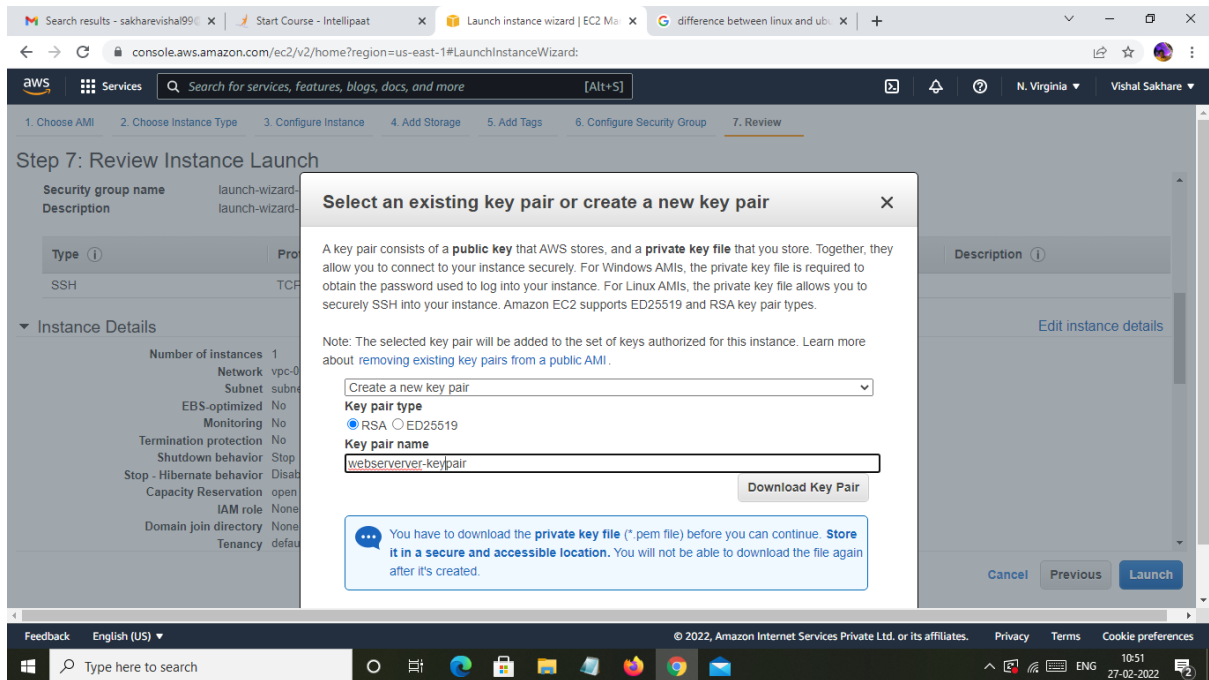 Search results - sakharevishal99@
Start Course - Intellipaat
Launch instance wizard | EC2 Ma
difference between linux and ubu
console.aws.amazon.com/ec2/v2/home?region=us-east-1#LaunchInstanceWizard:
aws
Services
Search for services, features, blogs, docs, and more
[Alt+S]
N. Virginia ▼
Vishal Sakhare ▼
1. Choose AMI 2. Choose Instance Type 3. Configure Instance 4. Add Storage 5. Add Tags 6. Configure Security Group 7. Review
Step 7: Review Instance Launch
Security group name launch-wizard-
Description launch-wizard-
Type Pro Description
SSH TCP
Instance Details
Edit instance details
Number of instances 1
Network vpc-0
Subnet subne
EBS-optimized No
Monitoring No
Termination protection No
Shutdown behavior Stop
Stop - Hibernate behavior Disab
Capacity Reservation open
IAM role None
Domain join directory None
Tenancy defau
Select an existing key pair or create a new key pair
A key pair consists of a public key that AWS stores, and a private key file that you store. Together, they
allow you to connect to your instance securely. For Windows AMIs, the private key file is required to
obtain the password used to log into your instance. For Linux AMIs, the private key file allows you to
securely SSH into your instance. Amazon EC2 supports ED25519 and RSA key pair types.
Note: The selected key pair will be added to the set of keys authorized for this instance. Learn more
about removing existing key pairs from a public AMI.
Create a new key pair
Key pair type
RSA ED25519
Key pair name
webserverver-keypair
Download Key Pair
You have to download the private key file (*.pem file) before you can continue. Store
it in a secure and accessible location. You will not be able to download the file again
after it's created.
Cancel Previous Launch
Feedback English (US) ▼
© 2022, Amazon Internet Services Private Ltd. or its affiliates. Privacy Terms Cookie preferences
Type here to search
ENG
10:51
27-02-2022
2